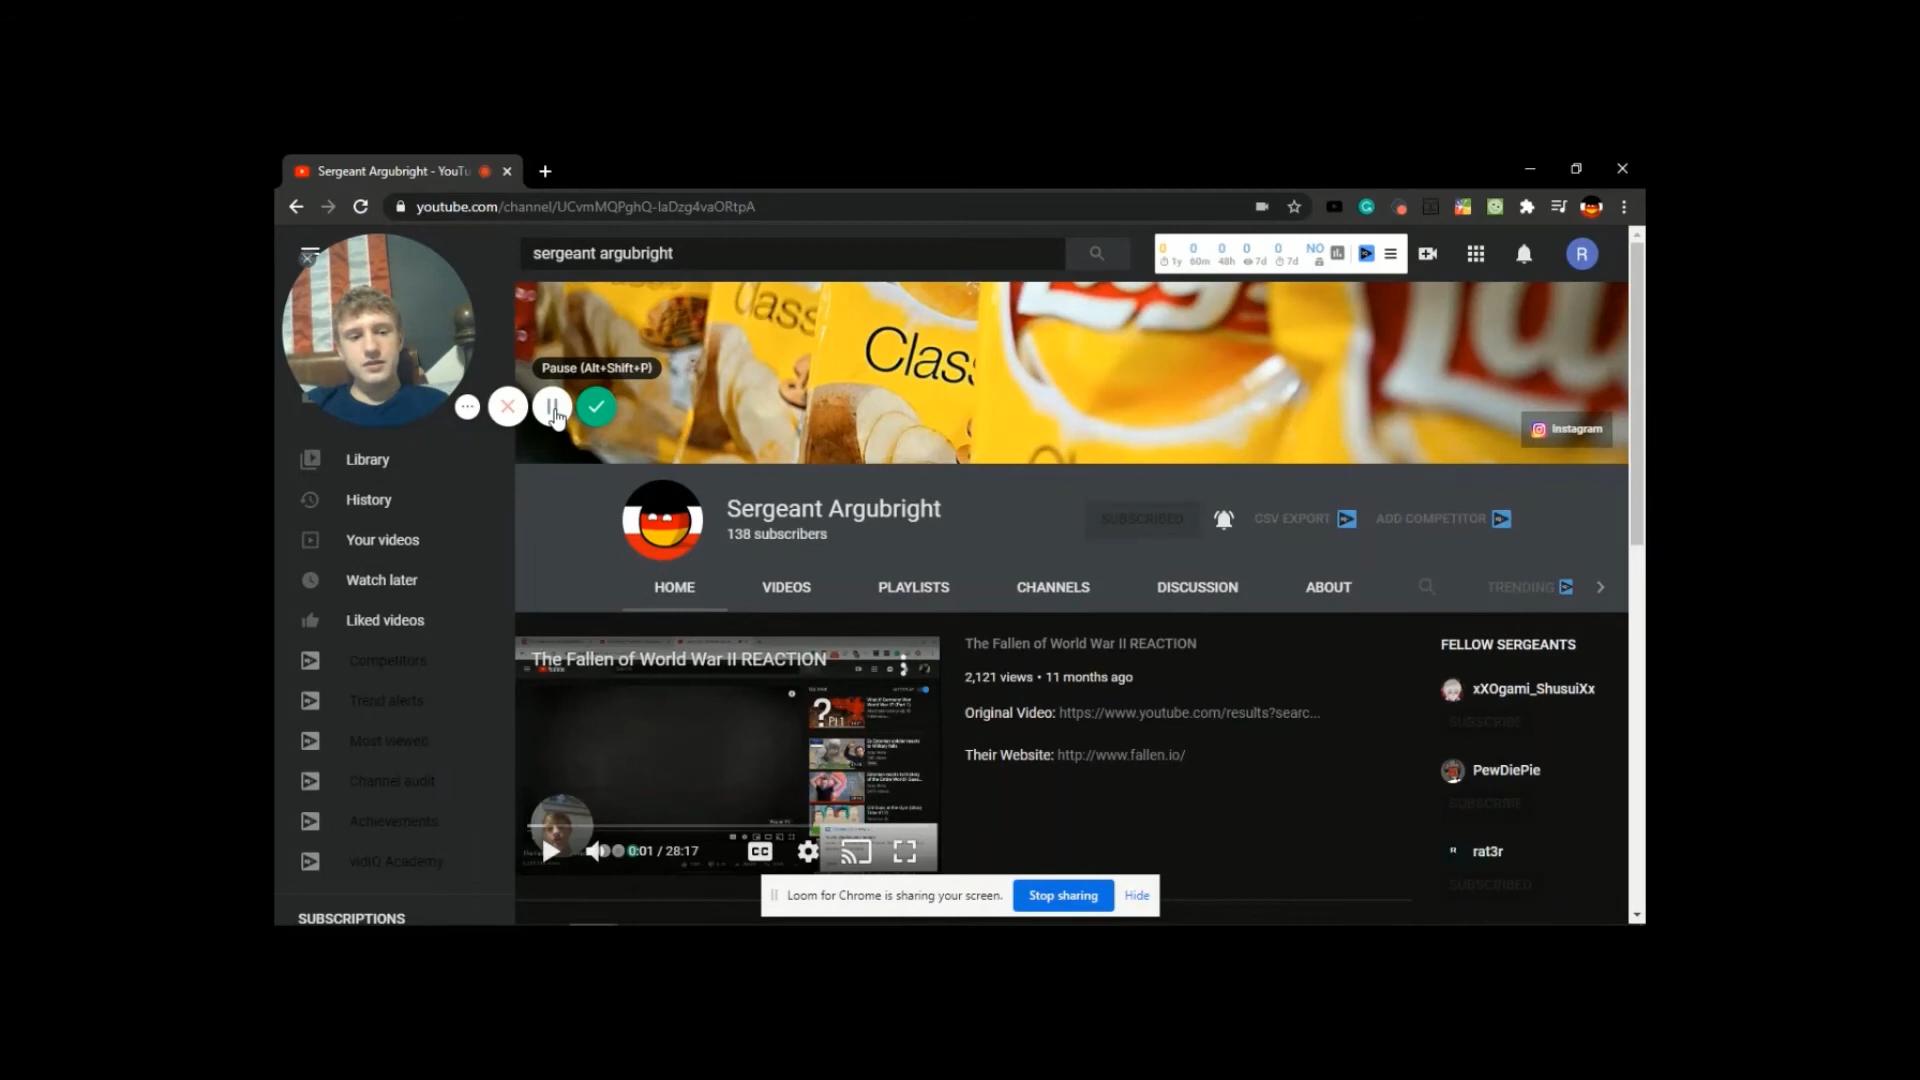 Sergeant Argubright - YouTu
youtube.com/channel/UCvmMQPghQ-laDzg4vaORtpA
sergeant argubright
0 0 0 0 0 NO
1y 60m 48h 7d 7d
R
Class
Class
Lay's
Instagram
Pause (Alt+Shift+P)
Library
History
Your videos
Watch later
Liked videos
Competitors
Trend alerts
Most viewed
Channel audit
Achievements
vidIQ Academy
SUBSCRIPTIONS
Sergeant Argubright
138 subscribers
SUBSCRIBED
CSV EXPORT
ADD COMPETITOR
HOME VIDEOS PLAYLISTS CHANNELS DISCUSSION ABOUT TRENDING
The Fallen of World War II REACTION
0:01 / 28:17
CC
The Fallen of World War II REACTION
2,121 views • 11 months ago
Original Video: https://www.youtube.com/results?searc...
Their Website: http://www.fallen.io/
FELLOW SERGEANTS
xXOgami_ShusuiXx
SUBSCRIBE
PewDiePie
SUBSCRIBE
R rat3r
SUBSCRIBED
Loom for Chrome is sharing your screen. Stop sharing Hide